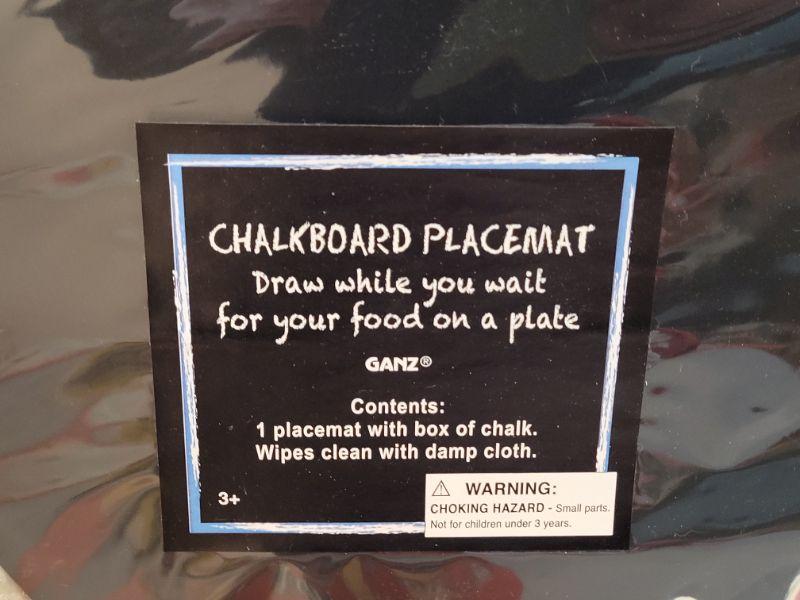 CHALKBOARD PLACEMAT
Draw while you wait
for your food on a plate
GANZ®
Contents:
1 placemat with box of chalk.
Wipes clean with damp cloth.
3+
⚠ WARNING:
CHOKING HAZARD - Small parts.
Not for children under 3 years.